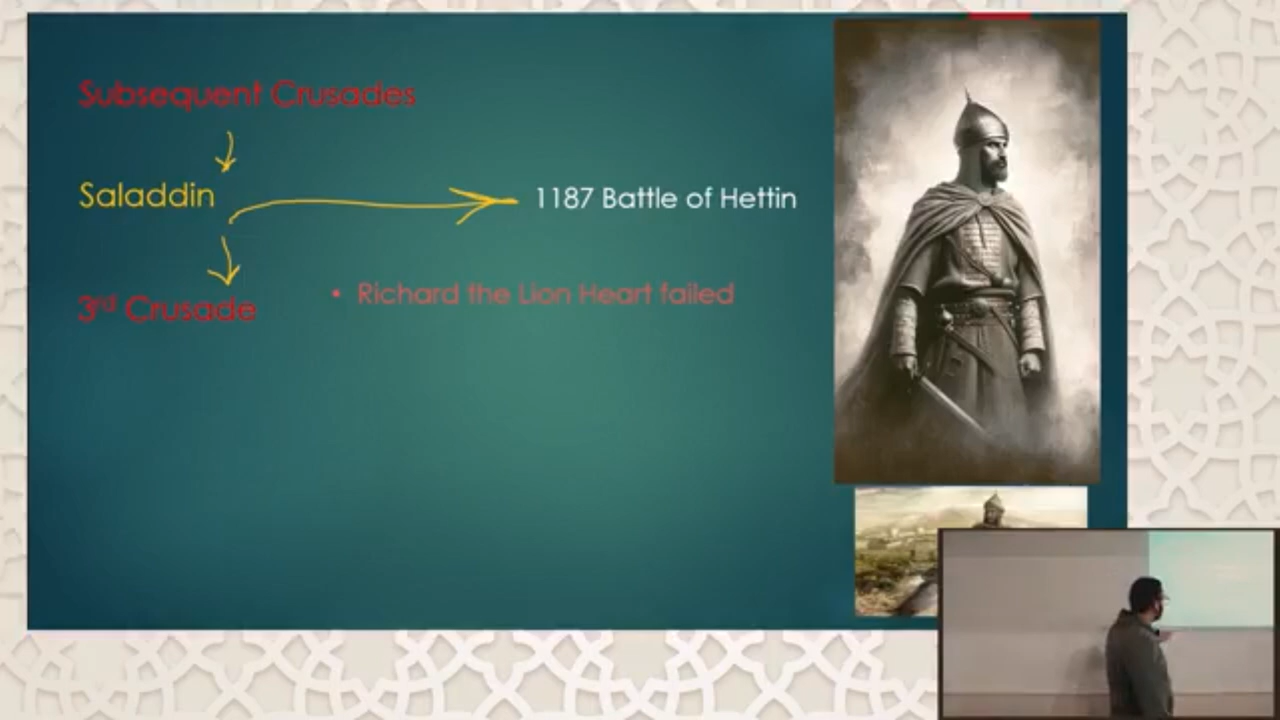 Subsequent Crusades
Saladdin
1187 Battle of Hettin
3rd Crusade
• Richard the Lion Heart failed